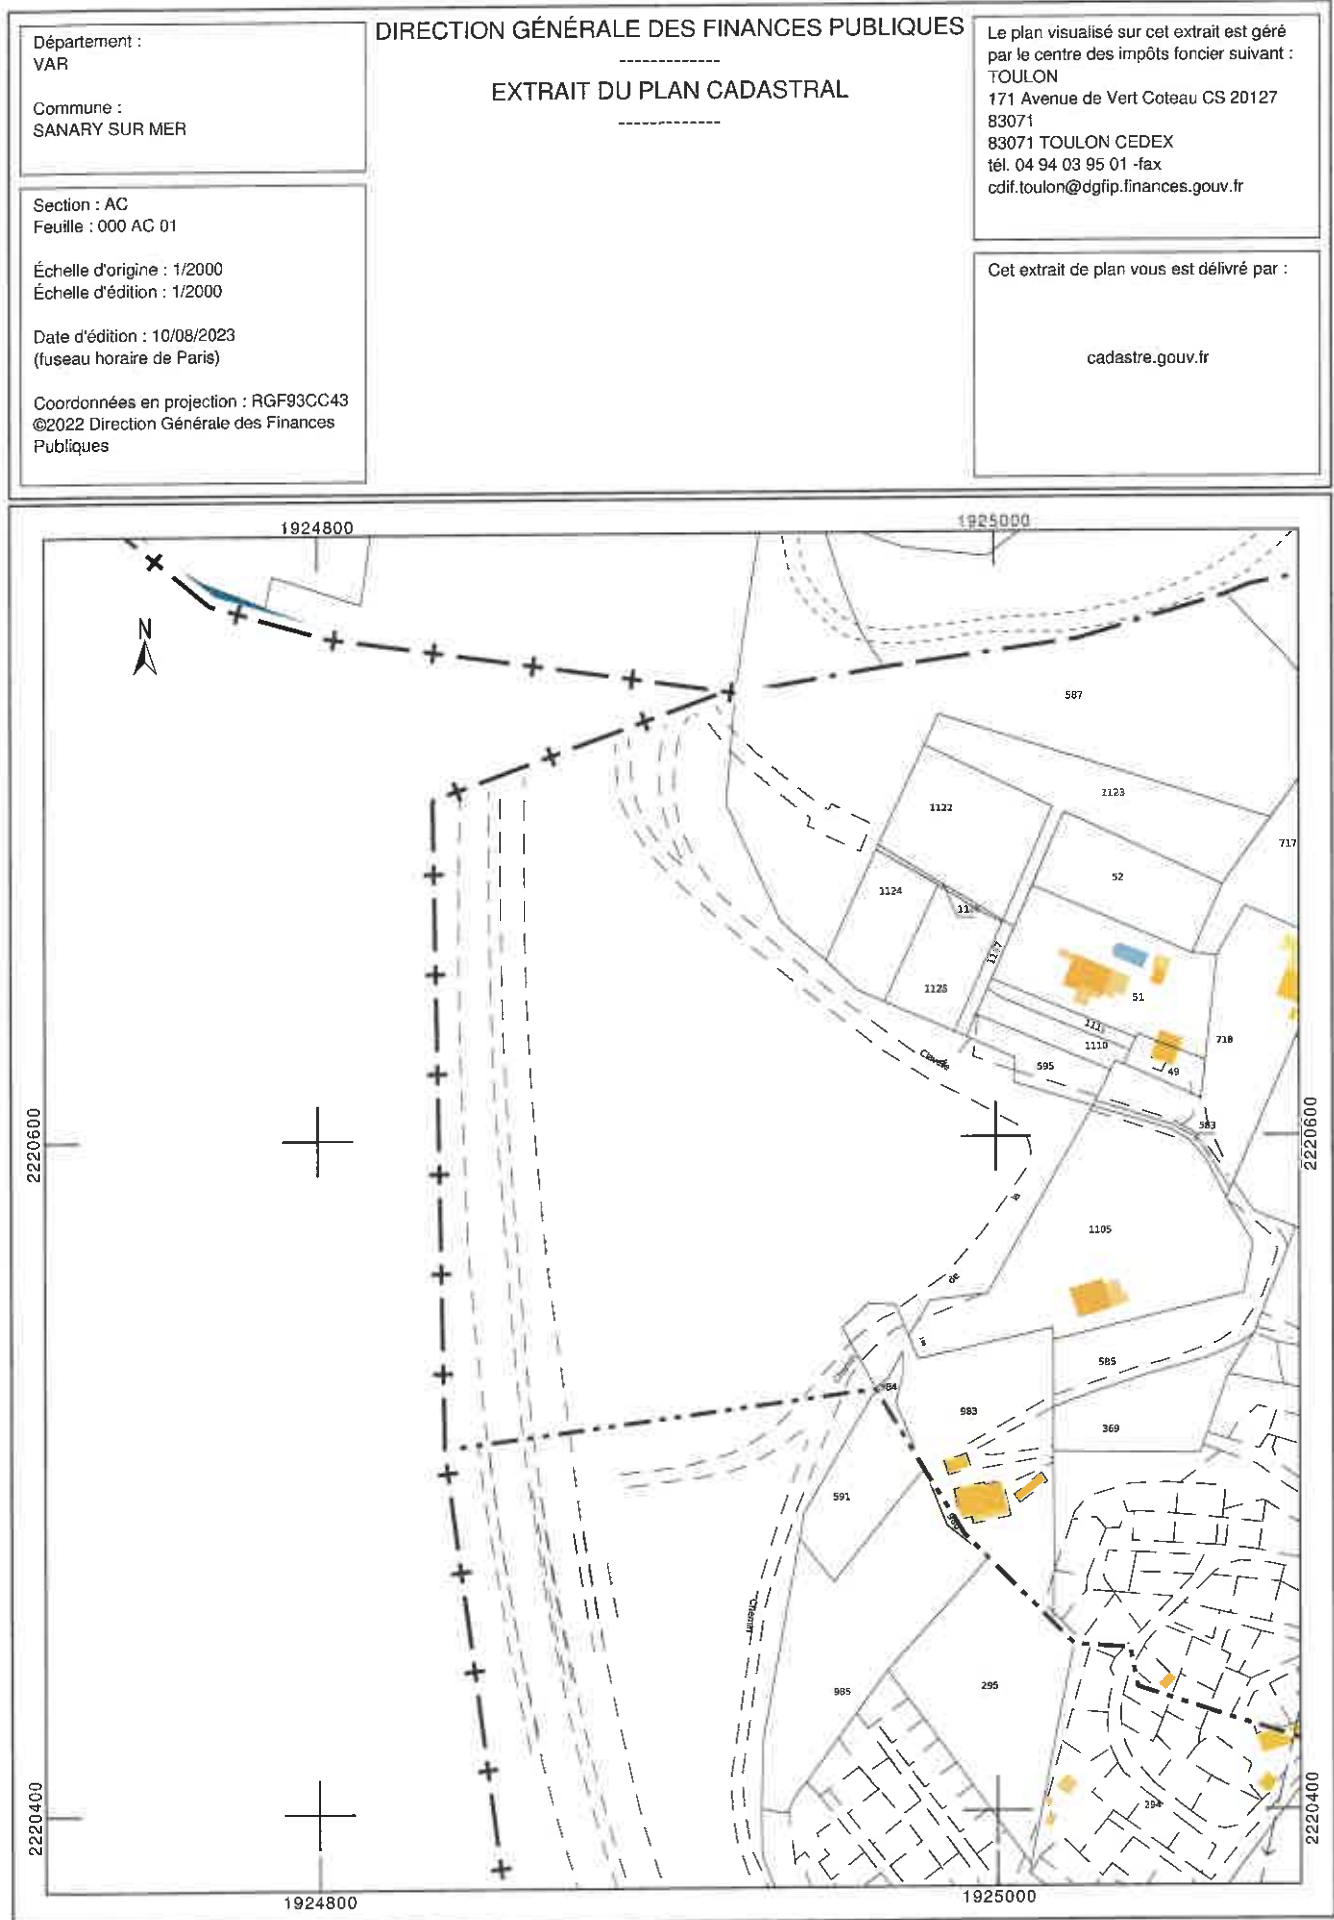 Département :
VAR
Commune :
SANARY SUR MER
Section : AC
Feuille : 000 AC 01
Échelle d'origine : 1/2000
Échelle d'édition : 1/2000
Date d'édition : 10/08/2023
(fuseau horaire de Paris)
Coordonnées en projection : RGF93CC43
©2022 Direction Générale des Finances
Publiques
DIRECTION GÉNÉRALE DES FINANCES PUBLIQUES
-------------
EXTRAIT DU PLAN CADASTRAL
-------------
Le plan visualisé sur cet extrait est géré
par le centre des impôts foncier suivant :
TOULON
171 Avenue de Vert Coteau CS 20127
83071
83071 TOULON CEDEX
tél. 04 94 03 95 01 -fax
cdif.toulon@dgfip.finances.gouv.fr
Cet extrait de plan vous est délivré par :
cadastre.gouv.fr
1924800
1925000
N
587
1123
1122
717
52
1124
1125
51
718
1110
595
49
583
2220600
2220600
la
1105
de
585
983
369
591
Chemin
985
295
294
2220400
2220400
1924800
1925000